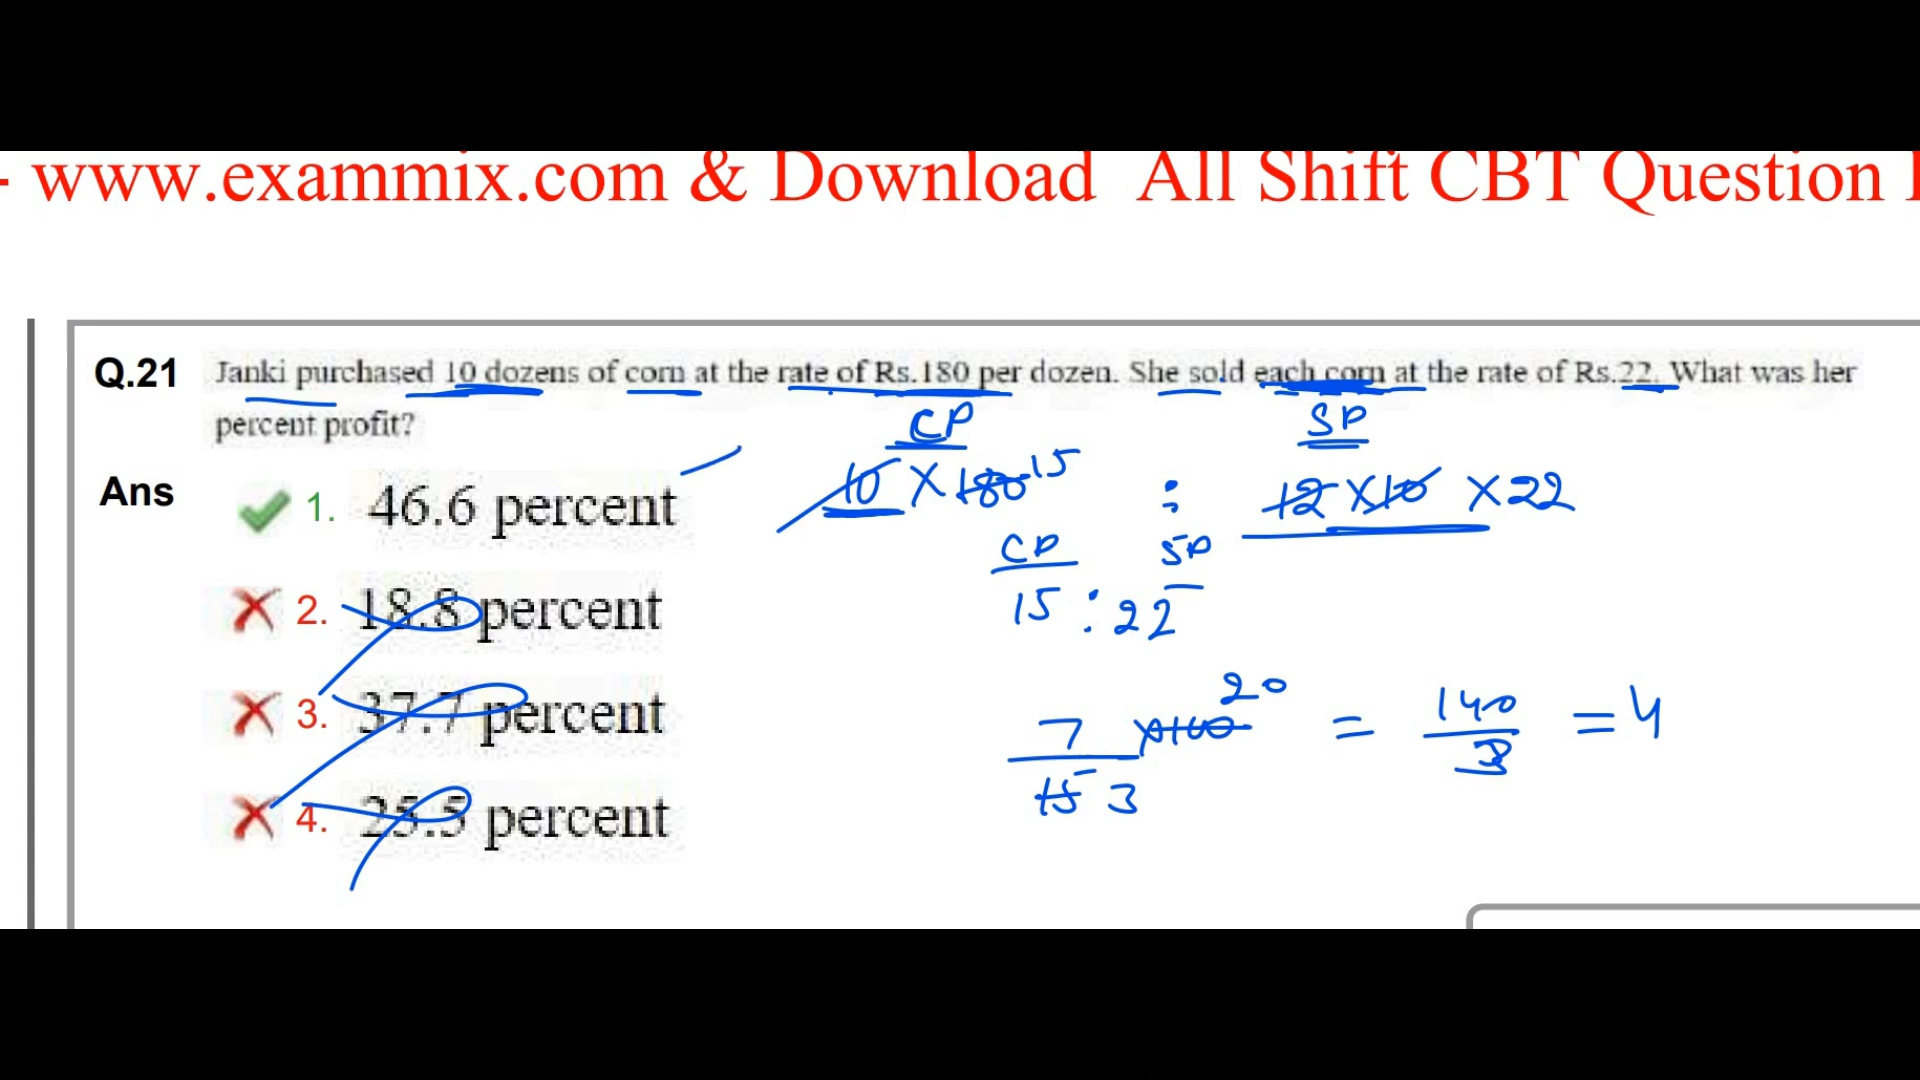 - www.exammix.com & Download All Shift CBT Question
Q.21 Janki purchased 10 dozens of corn at the rate of Rs.180 per dozen. She sold each corn at the rate of Rs.22. What was her
percent profit?
CP SP
10 × 180 15 : 12 × 10 × 22
Ans 1. 46.6 percent
CP SP
15 : 22
2. 18.8 percent
3. 37.7 percent
7 × 100 20 = 140 = 4
15 3 3
4. 25.5 percent